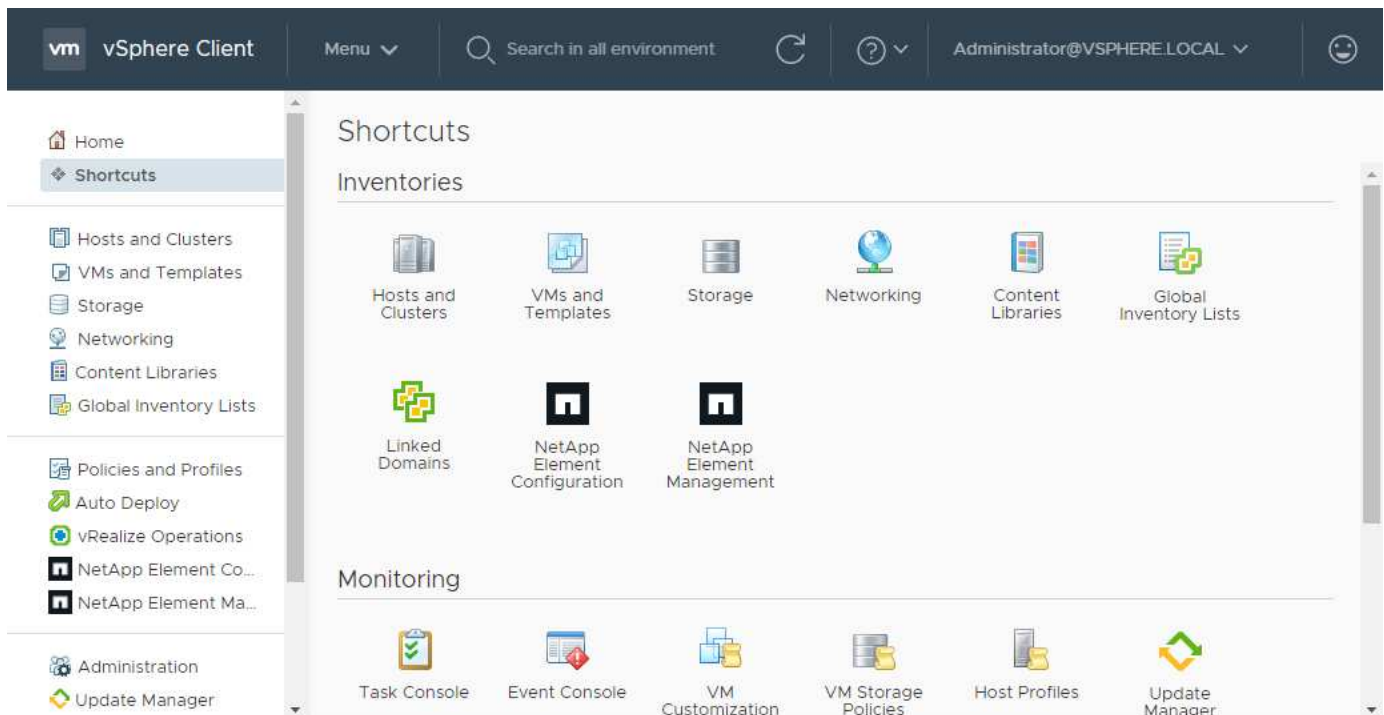 vm vSphere Client Menu Search in all environment Administrator@VSPHERE.LOCAL
Home
Shortcuts
Hosts and Clusters
VMs and Templates
Storage
Networking
Content Libraries
Global Inventory Lists
Policies and Profiles
Auto Deploy
vRealize Operations
NetApp Element Co...
NetApp Element Ma...
Administration
Update Manager
Shortcuts
Inventories
Hosts and
Clusters
VMs and
Templates
Storage
Networking
Content
Libraries
Global
Inventory Lists
Linked
Domains
NetApp
Element
Configuration
NetApp
Element
Management
Monitoring
Task Console
Event Console
VM
Customization
VM Storage
Policies
Host Profiles
Update
Manager